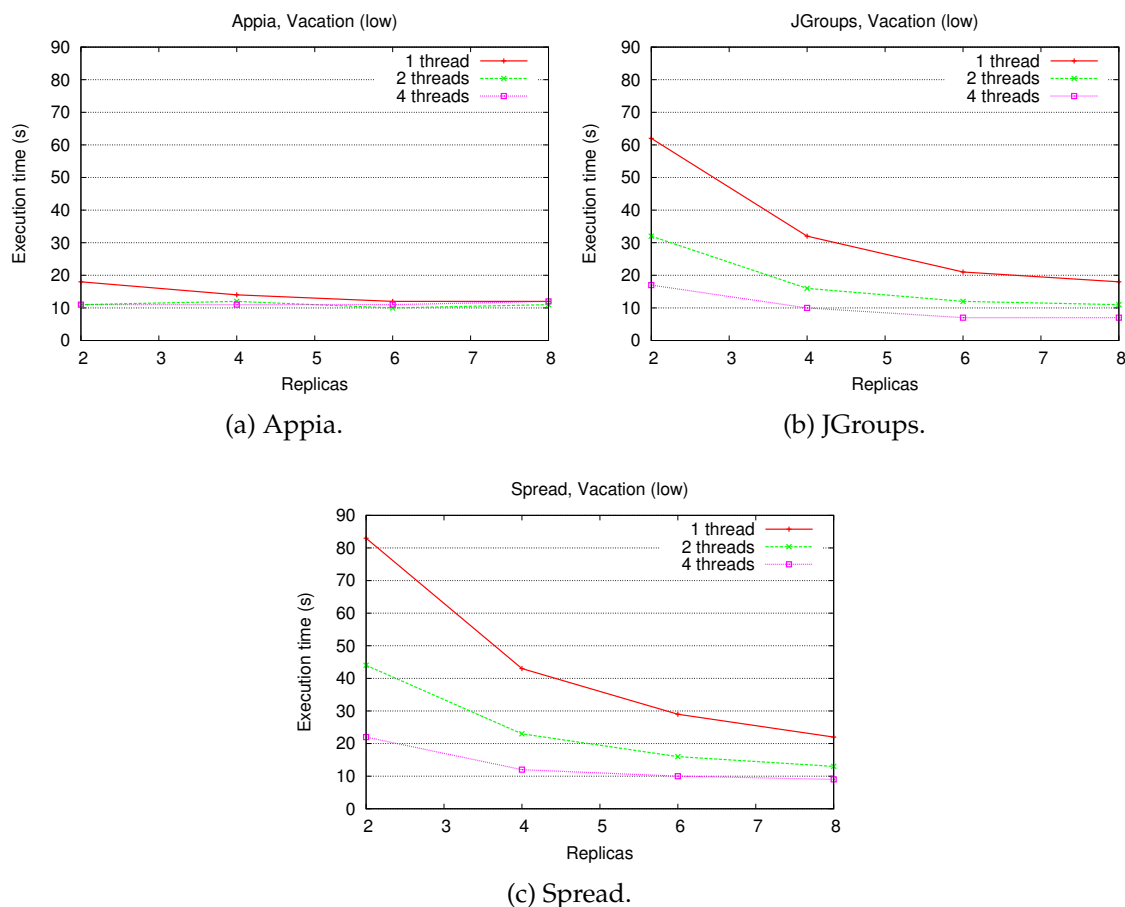 Appia, Vacation (low)
90
80
70
60
50
40
30
20
10
0
Execution time (s)
1 thread
2 threads
4 threads
2 3 4 5 6 7 8
Replicas
(a) Appia.
JGroups, Vacation (low)
90
80
70
60
50
40
30
20
10
0
Execution time (s)
1 thread
2 threads
4 threads
2 3 4 5 6 7 8
Replicas
(b) JGroups.
Spread, Vacation (low)
90
80
70
60
50
40
30
20
10
0
Execution time (s)
1 thread
2 threads
4 threads
2 3 4 5 6 7 8
Replicas
(c) Spread.